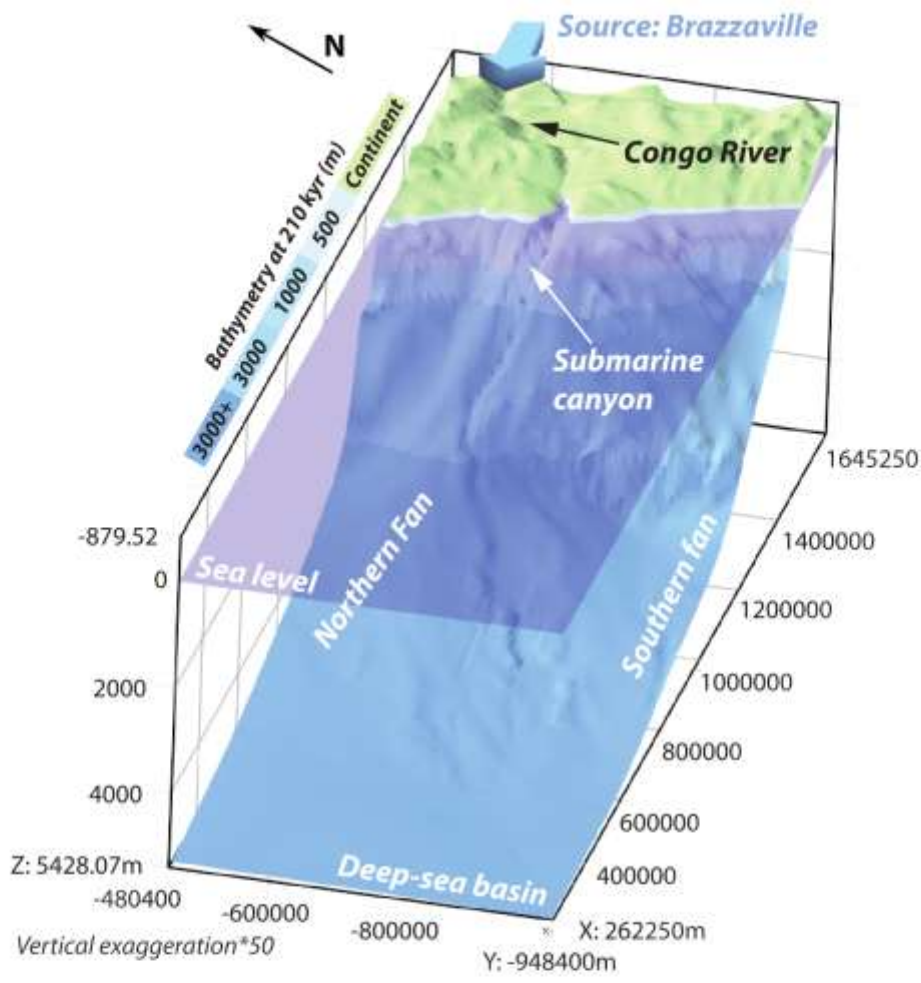 Source: Brazzaville
N
Congo River
Continent
Bathymetry at 210 kyr (m)
500
1000
3000
3000+
Submarine
canyon
-879.52
0
Sea level
Northern Fan
Southern fan
2000
4000
Z: 5428.07m
Deep-sea basin
1645250
1400000
1200000
1000000
800000
600000
400000
X: 262250m
-480400
-600000
-800000
Y: -948400m
Vertical exaggeration*50